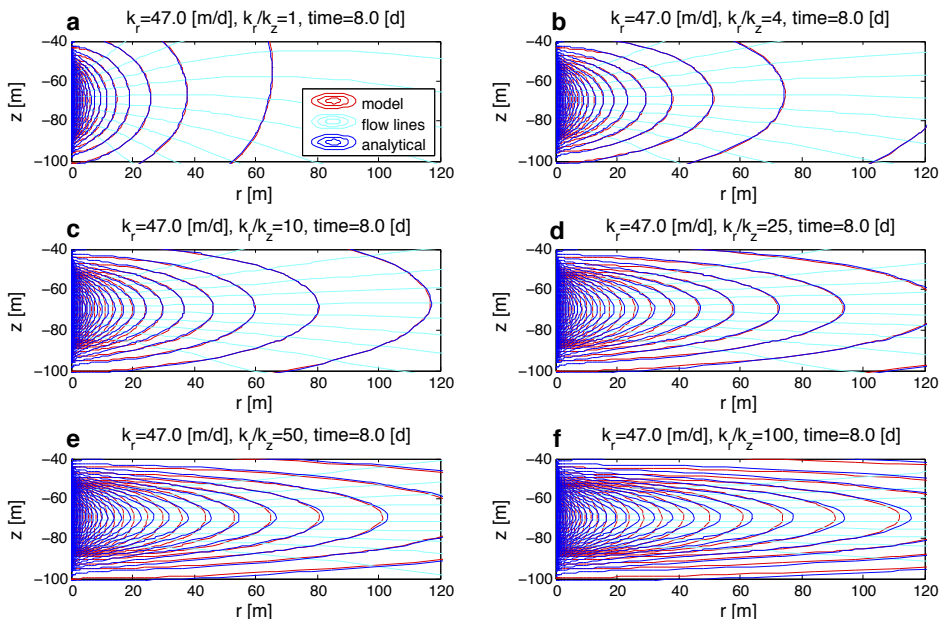 a k_r=47.0 [m/d], k_r/k_z=1, time=8.0 [d]
−40
−60
−80
−100
z [m]
model
flow lines
analytical
0 20 40 60 80 100 120
r [m]
b k_r=47.0 [m/d], k_r/k_z=4, time=8.0 [d]
−40
−60
−80
−100
z [m]
0 20 40 60 80 100 120
r [m]
c k_r=47.0 [m/d], k_r/k_z=10, time=8.0 [d]
−40
−60
−80
−100
z [m]
0 20 40 60 80 100 120
r [m]
d k_r=47.0 [m/d], k_r/k_z=25, time=8.0 [d]
−40
−60
−80
−100
z [m]
0 20 40 60 80 100 120
r [m]
e k_r=47.0 [m/d], k_r/k_z=50, time=8.0 [d]
−40
−60
−80
−100
z [m]
0 20 40 60 80 100 120
r [m]
f k_r=47.0 [m/d], k_r/k_z=100, time=8.0 [d]
−40
−60
−80
−100
z [m]
0 20 40 60 80 100 120
r [m]